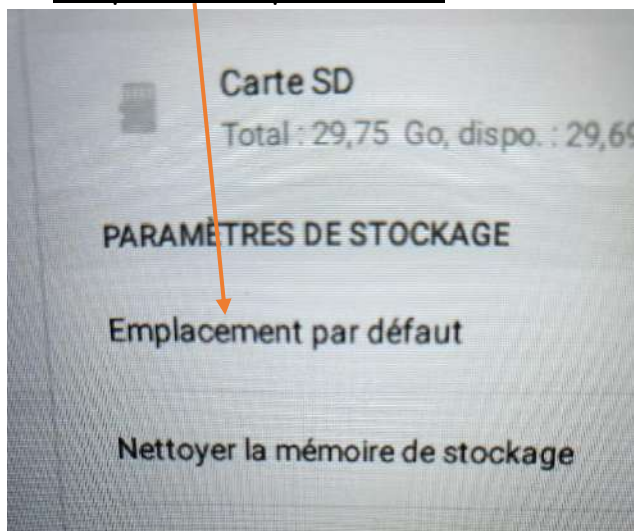 Carte SD
Total : 29,75 Go, dispo. : 29,69
PARAMÈTRES DE STOCKAGE
Emplacement par défaut
Nettoyer la mémoire de stockage